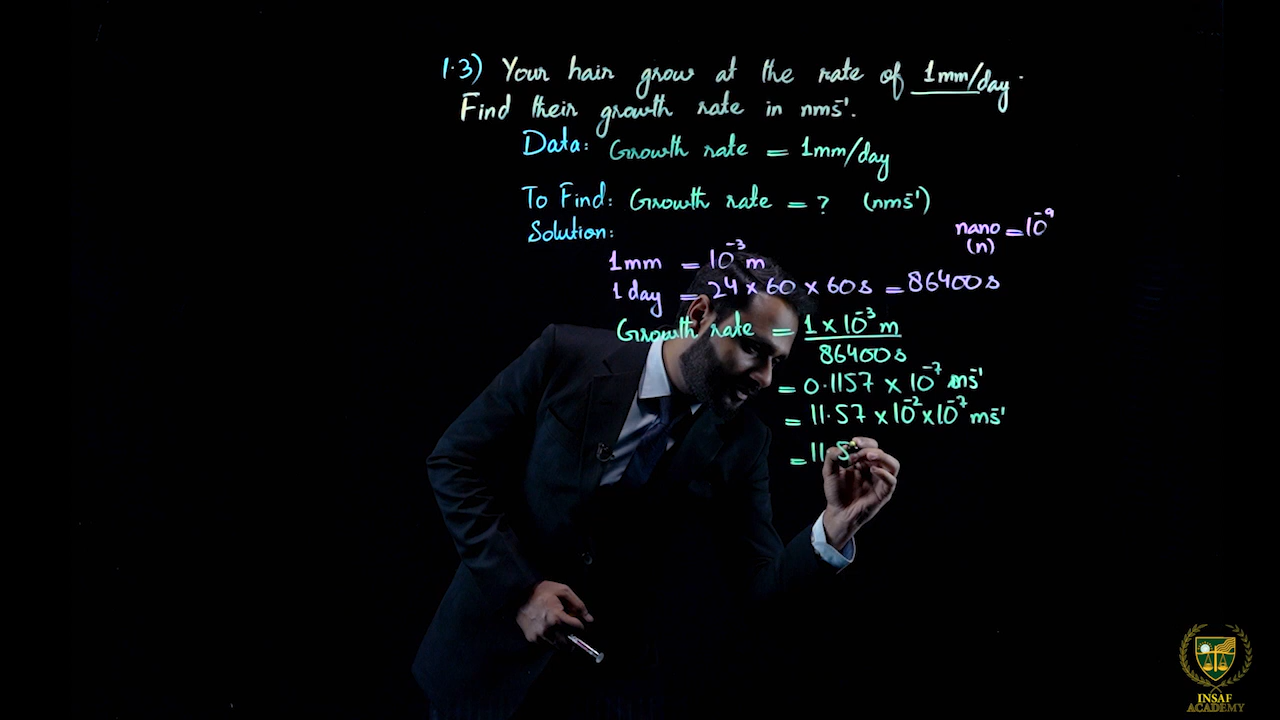 1.3) Your hair grow at the rate of 1mm/day.
Find their growth rate in nms⁻¹.
Data: Growth rate = 1mm/day
To Find: Growth rate = ? (nms⁻¹)
Solution:
nano = 10⁻⁹
(n)
1mm = 10⁻³ m
1 day = 24 × 60 × 60 s = 86400 s
Growth rate = 1 × 10⁻³ m
86400 s
= 0.1157 × 10⁻⁷ ms⁻¹
= 11.57 × 10⁻² × 10⁻⁷ ms⁻¹
= 11.5
INSAF
ACADEMY